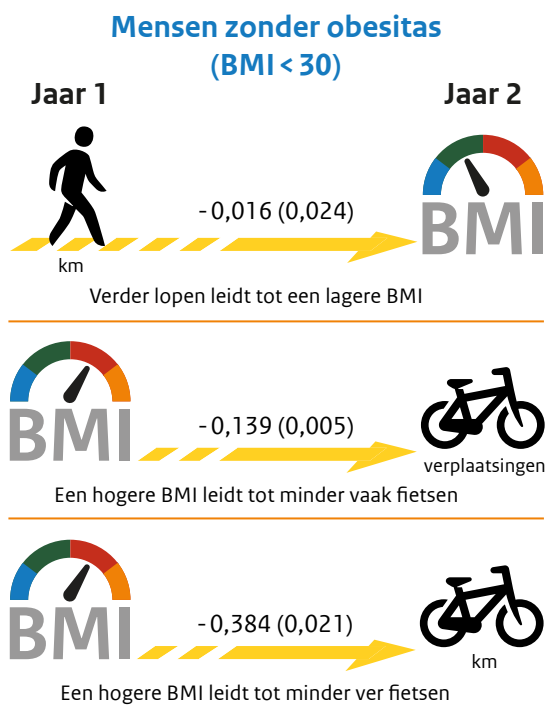 Mensen zonder obesitas
(BMI < 30)
Jaar 1
Jaar 2
-0,016 (0,024)
BMI
km
Verder lopen leidt tot een lagere BMI
-0,139 (0,005)
BMI
verplaatsingen
Een hogere BMI leidt tot minder vaak fietsen
-0,384 (0,021)
BMI
km
Een hogere BMI leidt tot minder ver fietsen